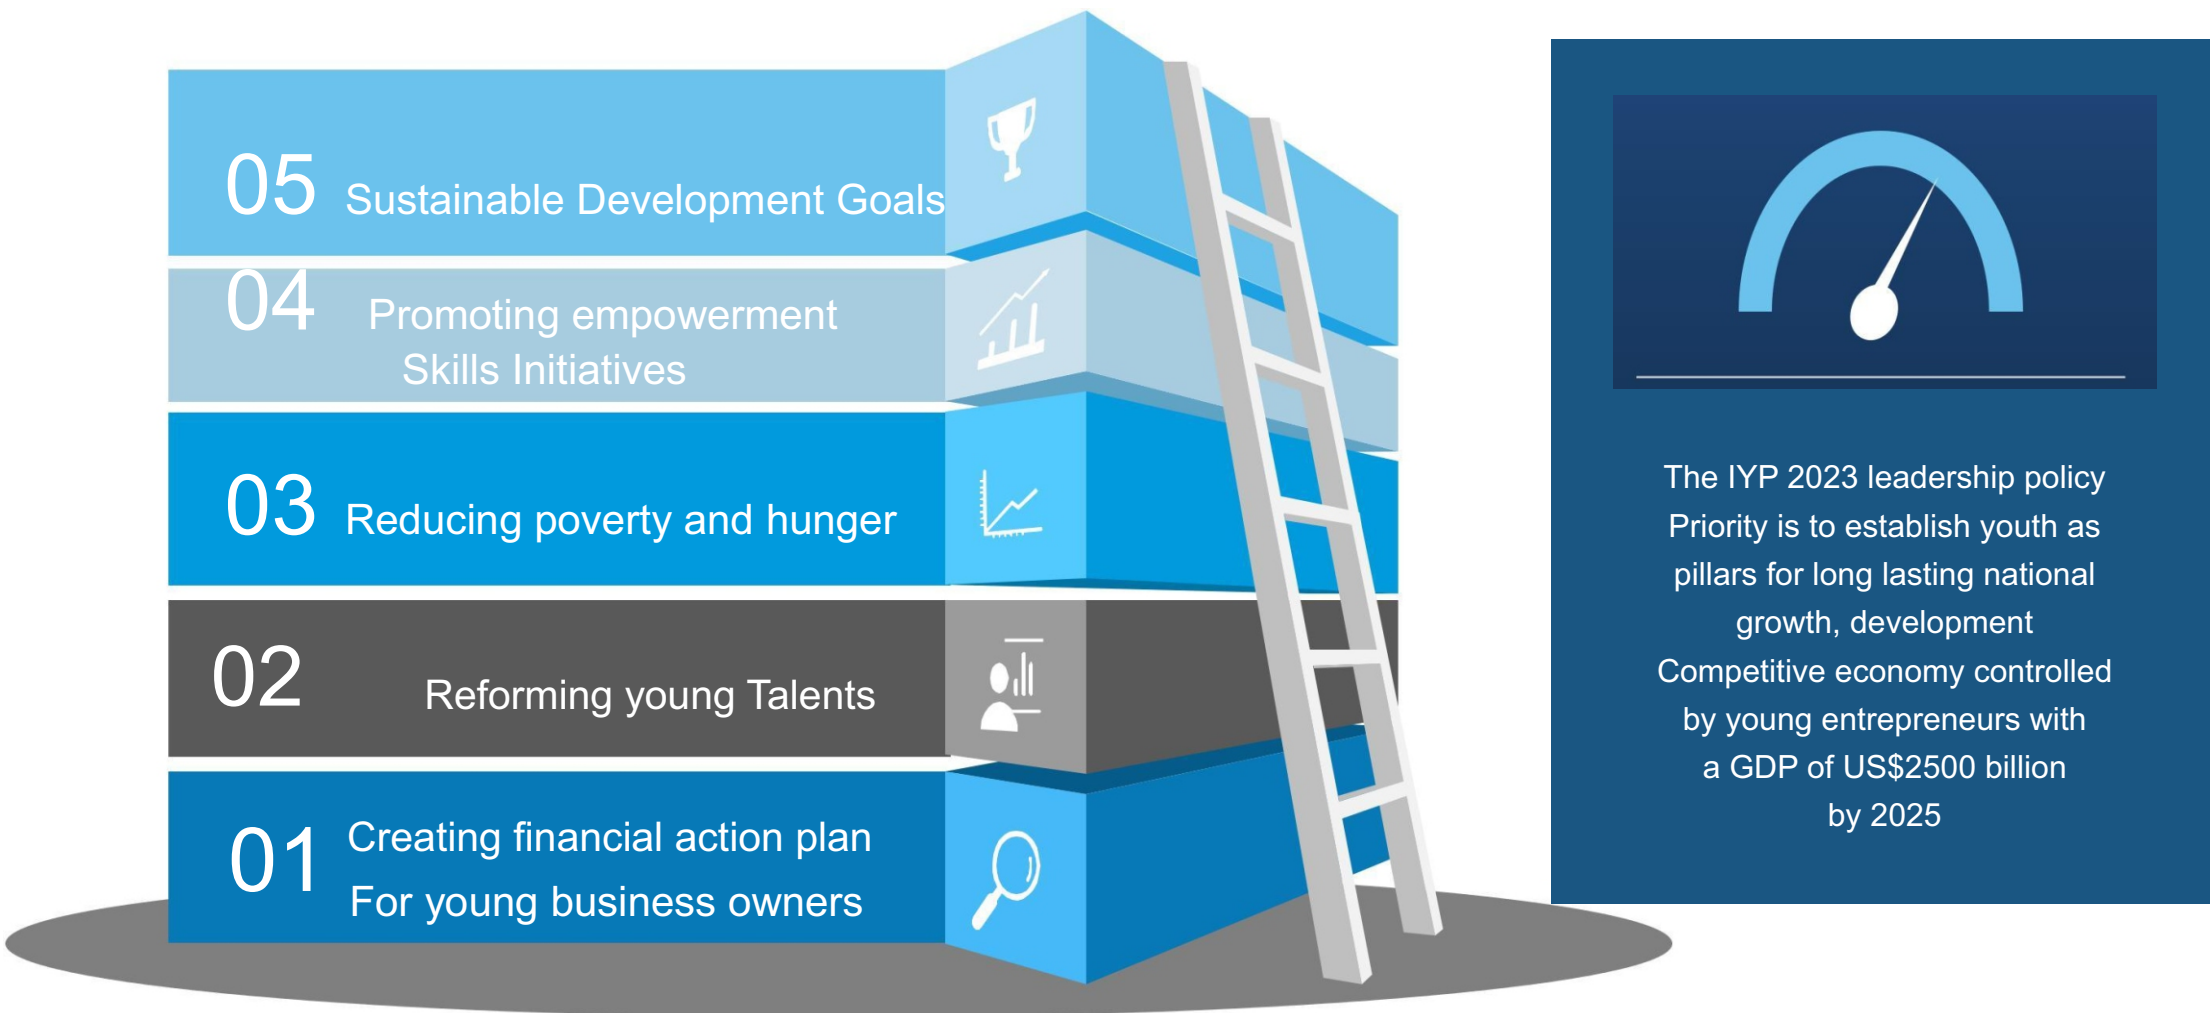 05 Sustainable Development Goals
04 Promoting empowerment
Skills Initiatives
03 Reducing poverty and hunger
02 Reforming young Talents
01 Creating financial action plan
For young business owners
The IYP 2023 leadership policy
Priority is to establish youth as
pillars for long lasting national
growth, development
Competitive economy controlled
by young entrepreneurs with
a GDP of US$2500 billion
by 2025